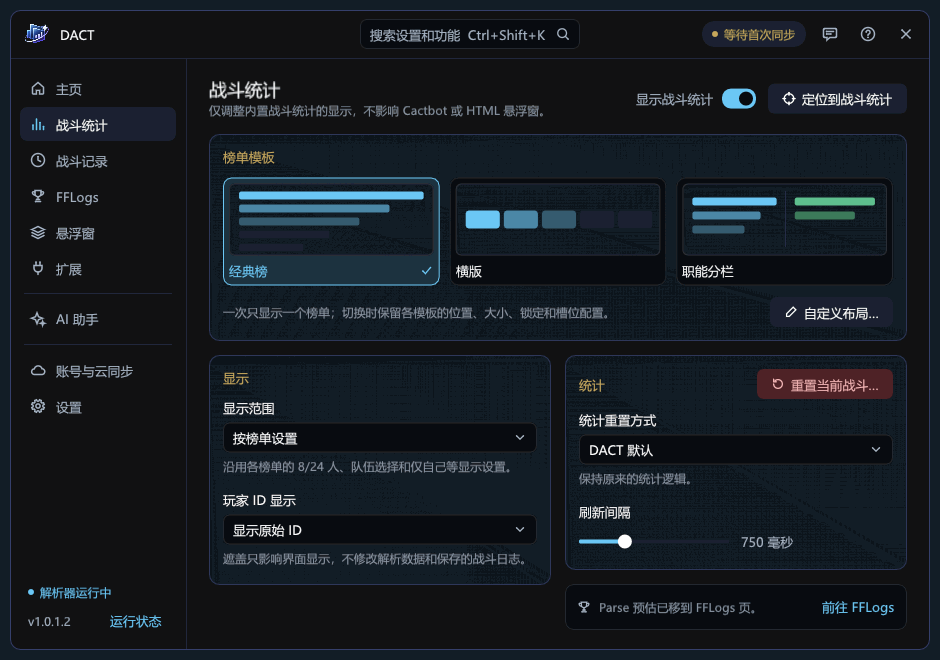 DACT
搜索设置和功能 Ctrl+Shift+K
等待首次同步
主页
战斗统计
战斗记录
FFLogs
悬浮窗
扩展
AI 助手
账号与云同步
设置
解析器运行中
v1.0.1.2 运行状态
战斗统计
仅调整内置战斗统计的显示，不影响 Cactbot 或 HTML 悬浮窗。
显示战斗统计
定位到战斗统计
榜单模板
经典榜
横版
职能分栏
一次只显示一个榜单；切换时保留各模板的位置、大小、锁定和槽位配置。
自定义布局...
显示
显示范围
按榜单设置
沿用各榜单的 8/24 人、队伍选择和仅自己等显示设置。
玩家 ID 显示
显示原始 ID
遮盖只影响界面显示，不修改解析数据和保存的战斗日志。
统计
重置当前战斗...
统计重置方式
DACT 默认
保持原来的统计逻辑。
刷新间隔
750 毫秒
Parse 预估已移到 FFLogs 页。
前往 FFLogs